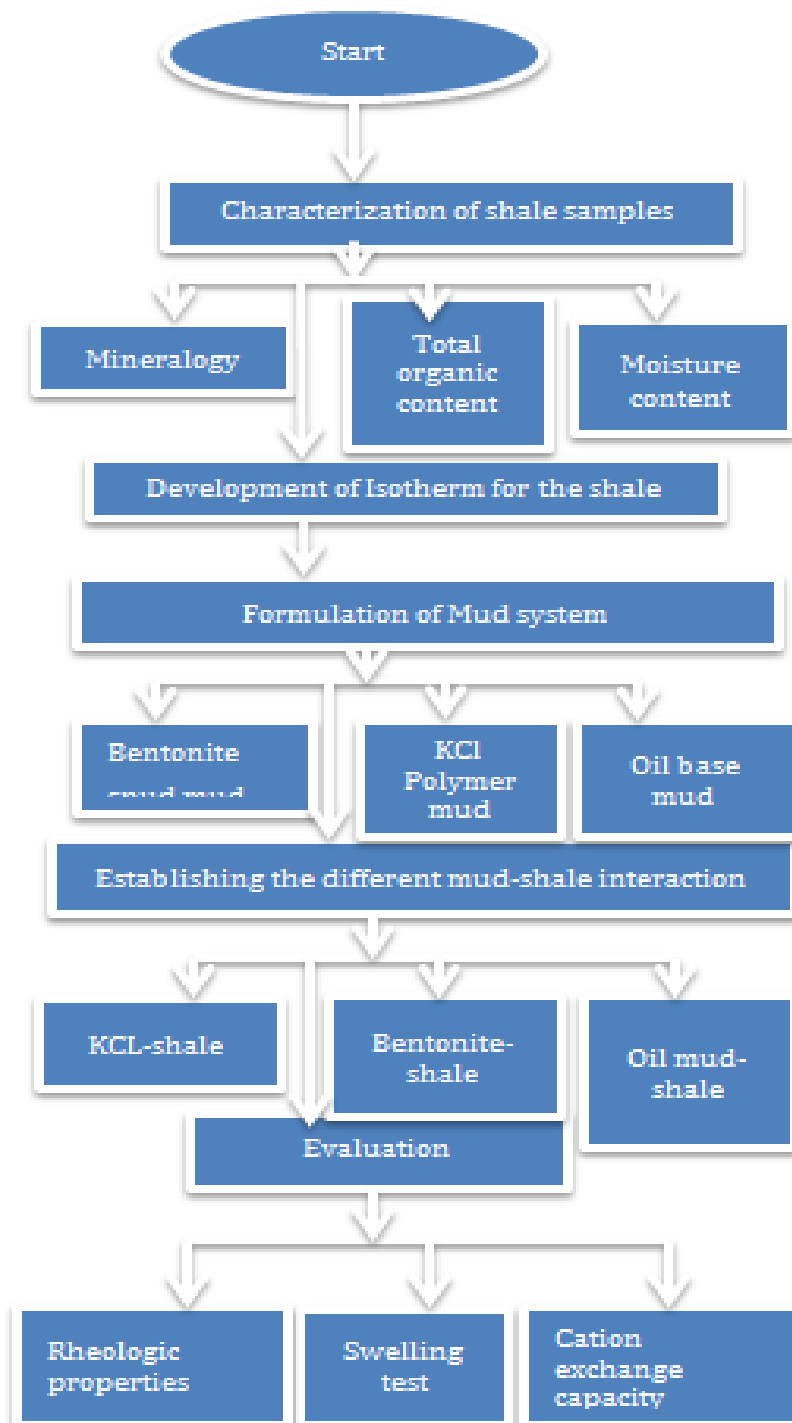 Start
Characterization of shale samples
Mineralogy
Total
organic
content
Moisture
content
Development of Isotherm for the shale
Formulation of Mud system
Bentonite
spud mud
KCl
Polymer
mud
Oil base
mud
Establishing the different mud-shale interaction
KCL-shale
Bentonite-
shale
Oil mud-
shale
Evaluation
Rheologic
properties
Swelling
test
Cation
exchange
capacity